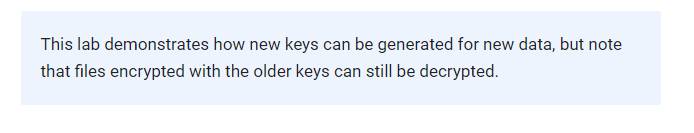 This lab demonstrates how new keys can be generated for new data, but note
that files encrypted with the older keys can still be decrypted.